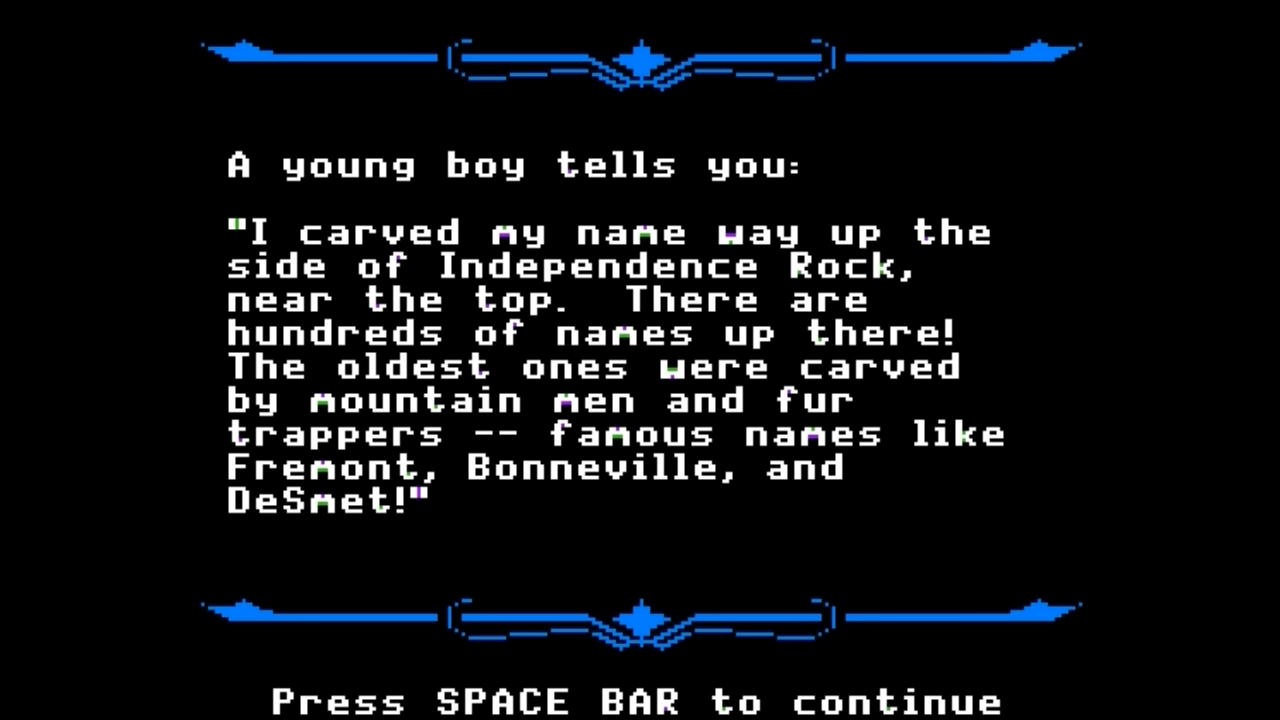 A young boy tells you:
"I carved my name way up the
side of Independence Rock,
near the top.  There are
hundreds of names up there!
The oldest ones were carved
by mountain men and fur
trappers -- famous names like
Fremont, Bonneville, and
DeSmet!"
Press SPACE BAR to continue